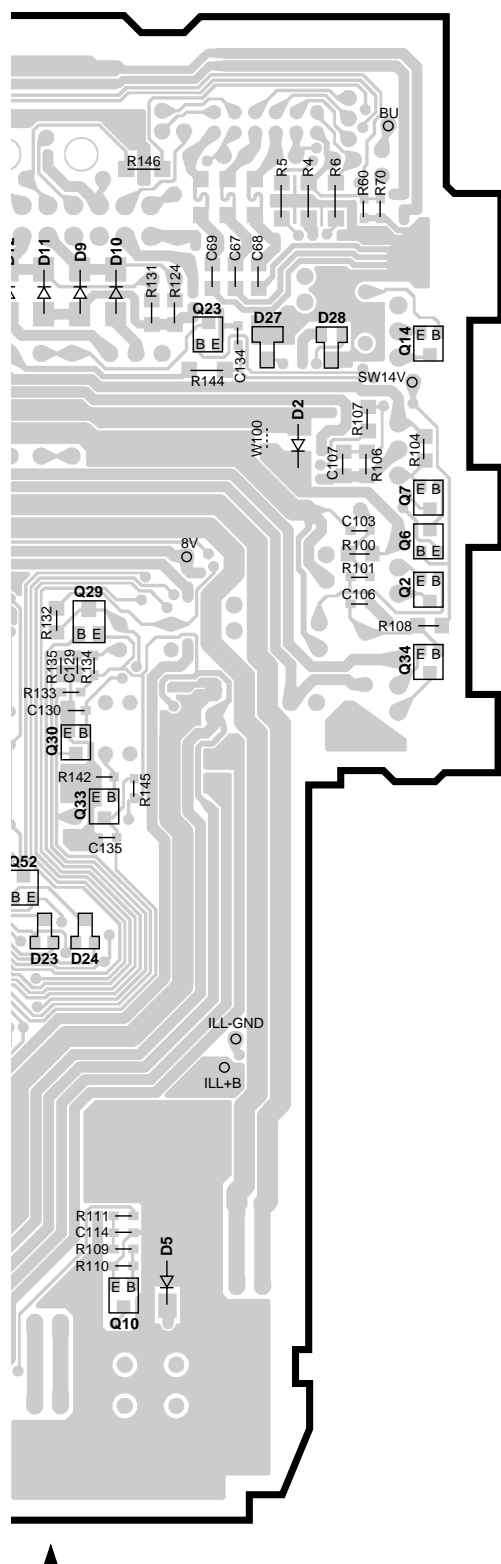 BU
R146
R5
R4
R6
R60
R70
D11
D9
D10
R131
R124
C69
C67
C68
Q23
B E
C134
D27
D28
Q14
E B
R144
SW14V
D2
W100
R107
C107
R106
R104
Q7
E B
Q6
B E
C103
R100
R101
C106
Q2
E B
R108
Q34
E B
8V
Q29
B E
R132
R135
C129
R134
R133
C130
Q30
E B
R142
Q33
E B
R145
C135
Q52
B E
D23
D24
ILL-GND
ILL+B
R111
C114
R109
R110
D5
E B
Q10